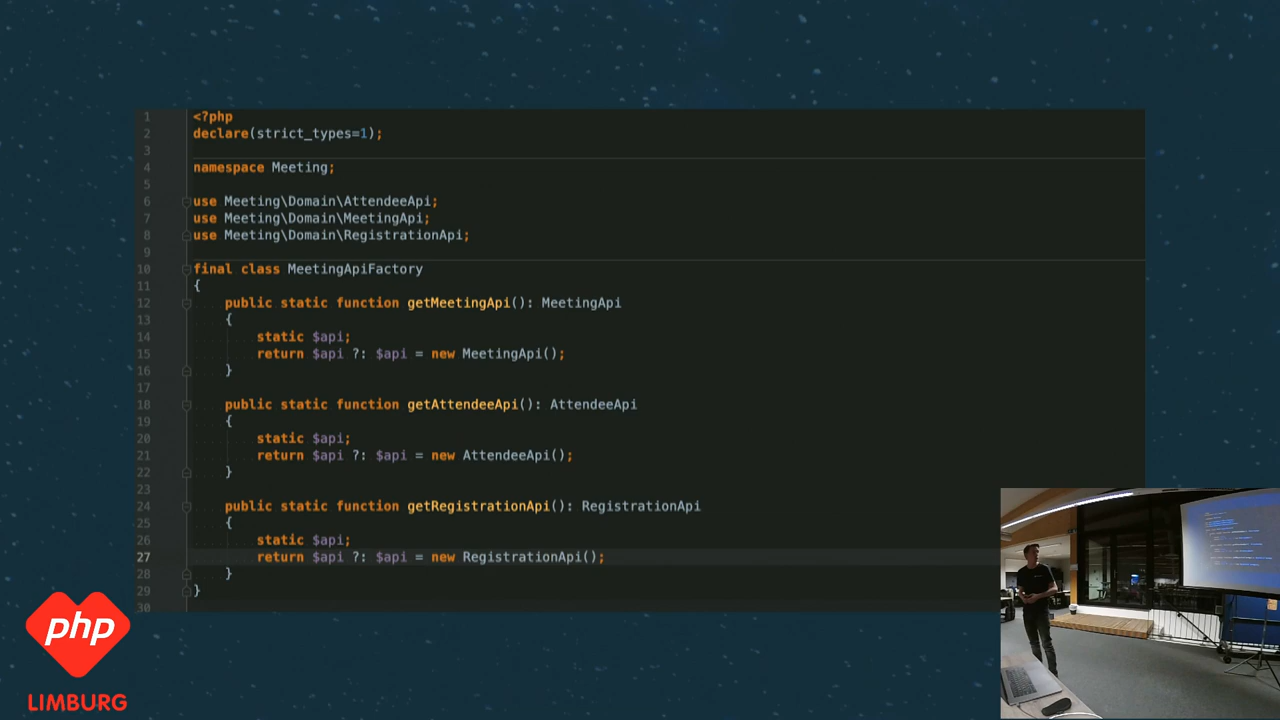 1 <?php
2 declare(strict_types=1);
3
4 namespace Meeting;
5
6 use Meeting\Domain\AttendeeApi;
7 use Meeting\Domain\MeetingApi;
8 use Meeting\Domain\RegistrationApi;
9
10 final class MeetingApiFactory
11 {
12 public static function getMeetingApi(): MeetingApi
13 {
14 static $api;
15 return $api ?: $api = new MeetingApi();
16 }
17
18 public static function getAttendeeApi(): AttendeeApi
19 {
20 static $api;
21 return $api ?: $api = new AttendeeApi();
22 }
23
24 public static function getRegistrationApi(): RegistrationApi
25 {
26 static $api;
27 return $api ?: $api = new RegistrationApi();
28 }
29 }
30
php
LIMBURG